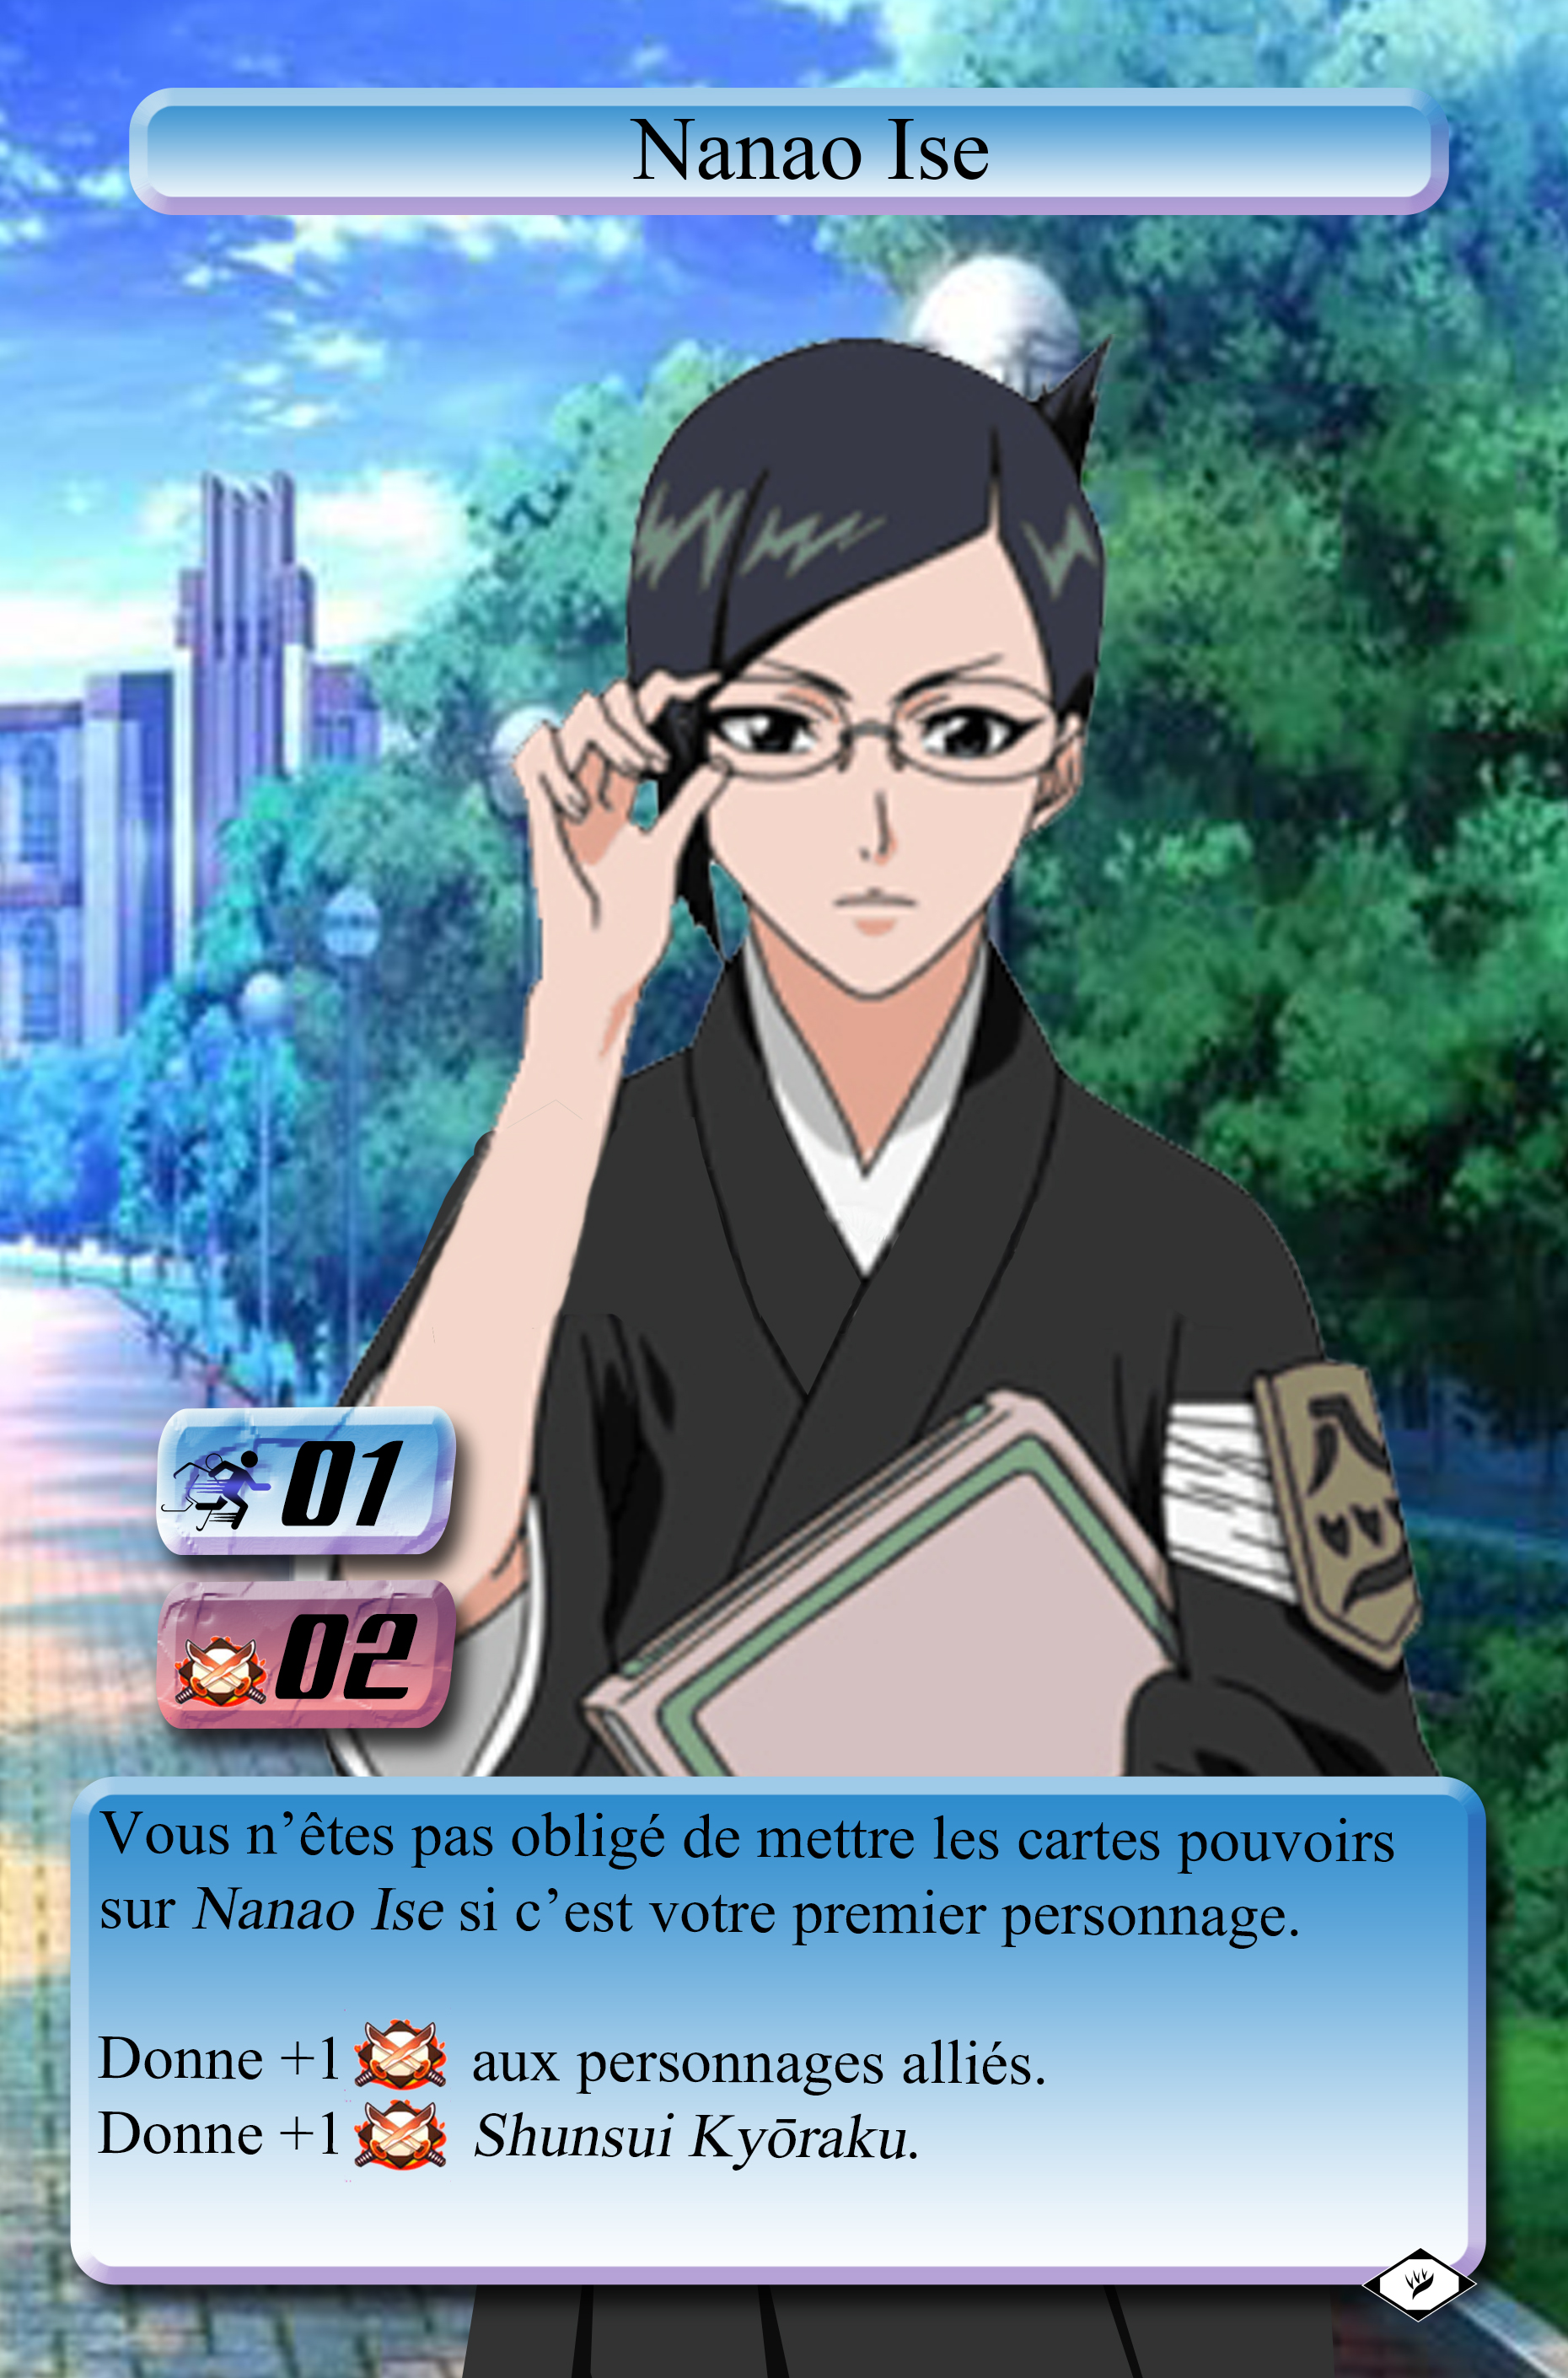 Nanao Ise
01
02
Vous n’êtes pas obligé de mettre les cartes pouvoirs
sur Nanao Ise si c’est votre premier personnage.
Donne +1 aux personnages alliés.
Donne +1 Shunsui Kyōraku.